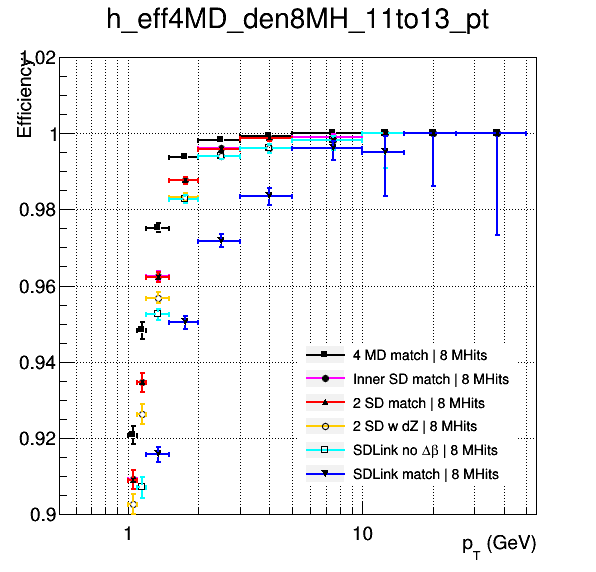 h_eff4MD_den8MH_11to13_pt
Efficiency
1.02
1
0.98
0.96
0.94
0.92
0.9
4 MD match | 8 MHits
Inner SD match | 8 MHits
2 SD match | 8 MHits
2 SD w dZ | 8 MHits
SDLink no Δβ | 8 MHits
SDLink match | 8 MHits
1
10
p_T (GeV)